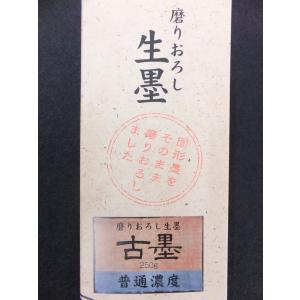 磨りおろし
生墨
固形墨を
そのまま
磨りおろし
ました
磨りおろし生墨
古墨
250g
普通濃度